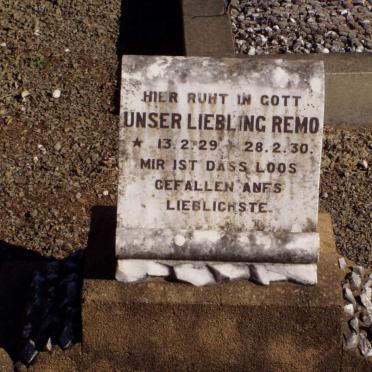 HIER RUHT IN GOTT
UNSER LIEBLING REMO
* 13.2.29. - 28.2.30.
MIR IST DASS LOOS
GEFALLEN ANFS
LIEBLICHSTE.